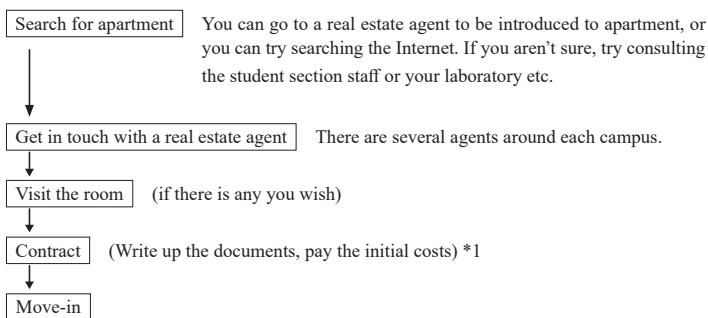 Search for apartment You can go to a real estate agent to be introduced to apartment, or
you can try searching the Internet. If you aren't sure, try consulting
the student section staff or your laboratory etc.
Get in touch with a real estate agent There are several agents around each campus.
Visit the room (if there is any you wish)
Contract (Write up the documents, pay the initial costs) *1
Move-in